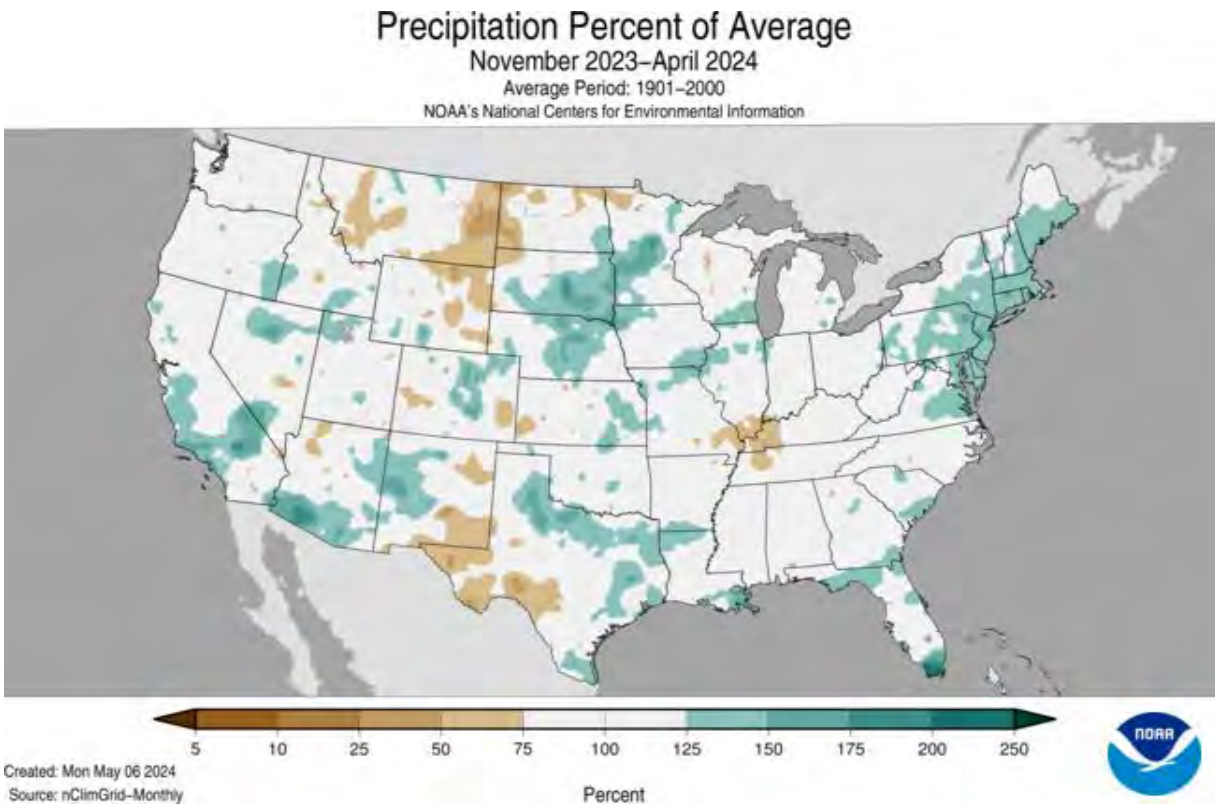 Precipitation Percent of Average
November 2023–April 2024
Average Period: 1901–2000
NOAA's National Centers for Environmental Information
5 10 25 50 75 100 125 150 175 200 250
NOAA
Created: Mon May 06 2024
Source: nClimGrid–Monthly
Percent